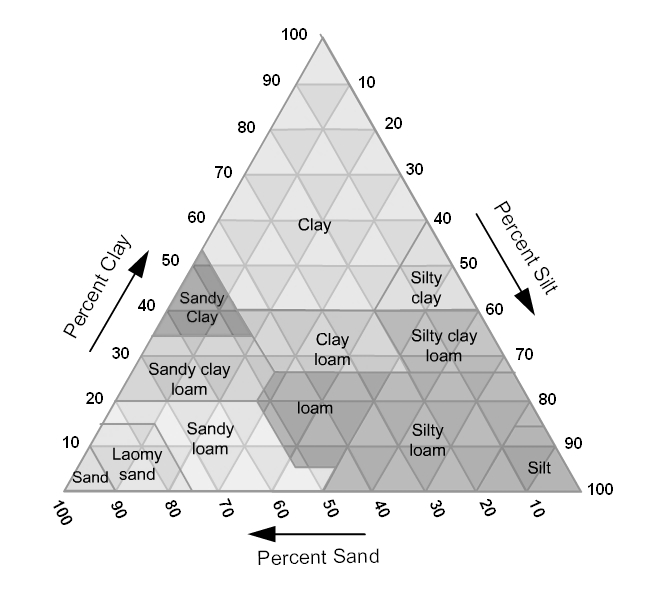 100
90
10
80
20
70
30
60
40
Clay
Percent Clay
Percent Silt
50
50
Silty
clay
40
Sandy
Clay
60
30
Clay
loam
Silty clay
loam
70
20
Sandy clay
loam
80
loam
10
Sandy
loam
Silty
loam
90
Sand
Laomy
sand
Silt
100
100
90
80
70
60
50
40
30
20
10
Percent Sand